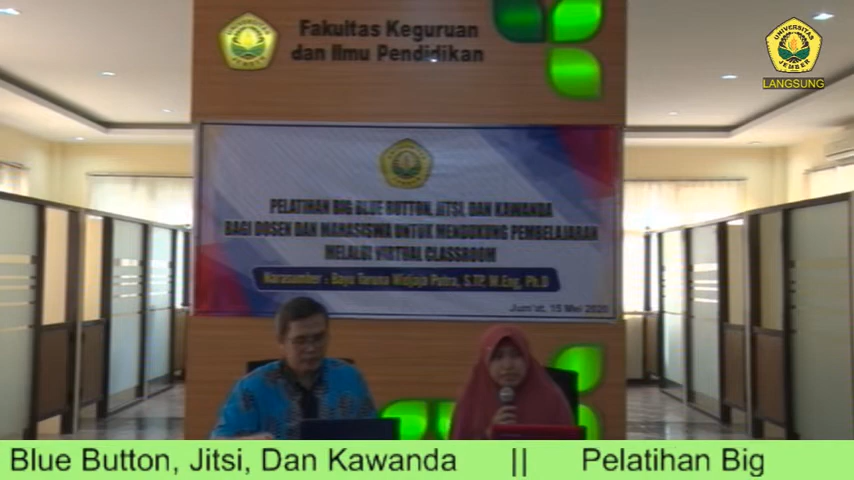 Fakultas Keguruan
dan Ilmu Pendidikan
UNIVERSITAS
JEMBER
LANGSUNG
PELATIHAN BIG BLUE BUTTON, JITSI, DAN KAWANDA
BAGI DOSEN DAN MAHASISWA UNTUK MENDUKUNG PEMBELAJARAN
MELALUI VIRTUAL CLASSROOM
Narasumber : Bayu Taruna Widjaja Putra, S.TP, M.Eng, Ph.D
Jum'at, 15 Mei 2020
Blue Button, Jitsi, Dan Kawanda || Pelatihan Big